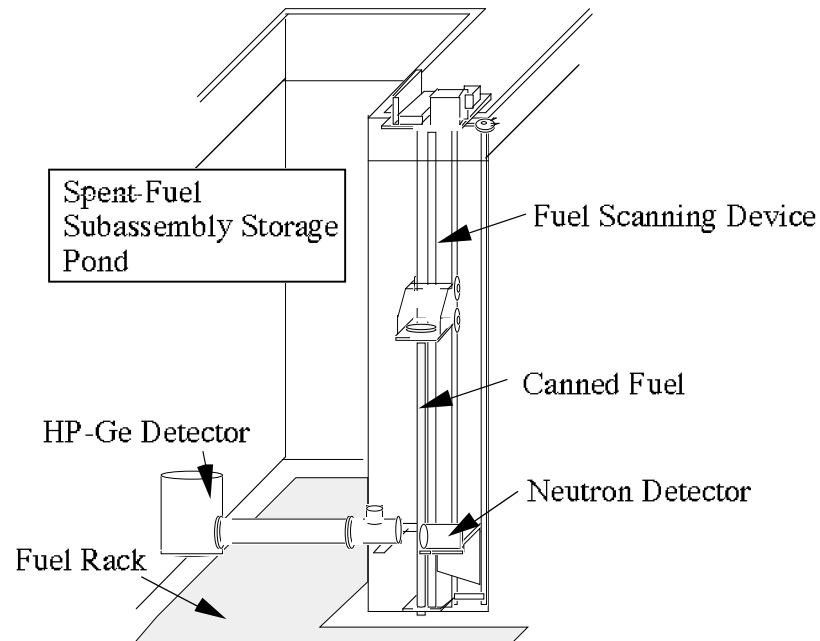 Spent-Fuel
Subassembly Storage
Pond
Fuel Scanning Device
Canned Fuel
HP-Ge Detector
Neutron Detector
Fuel Rack